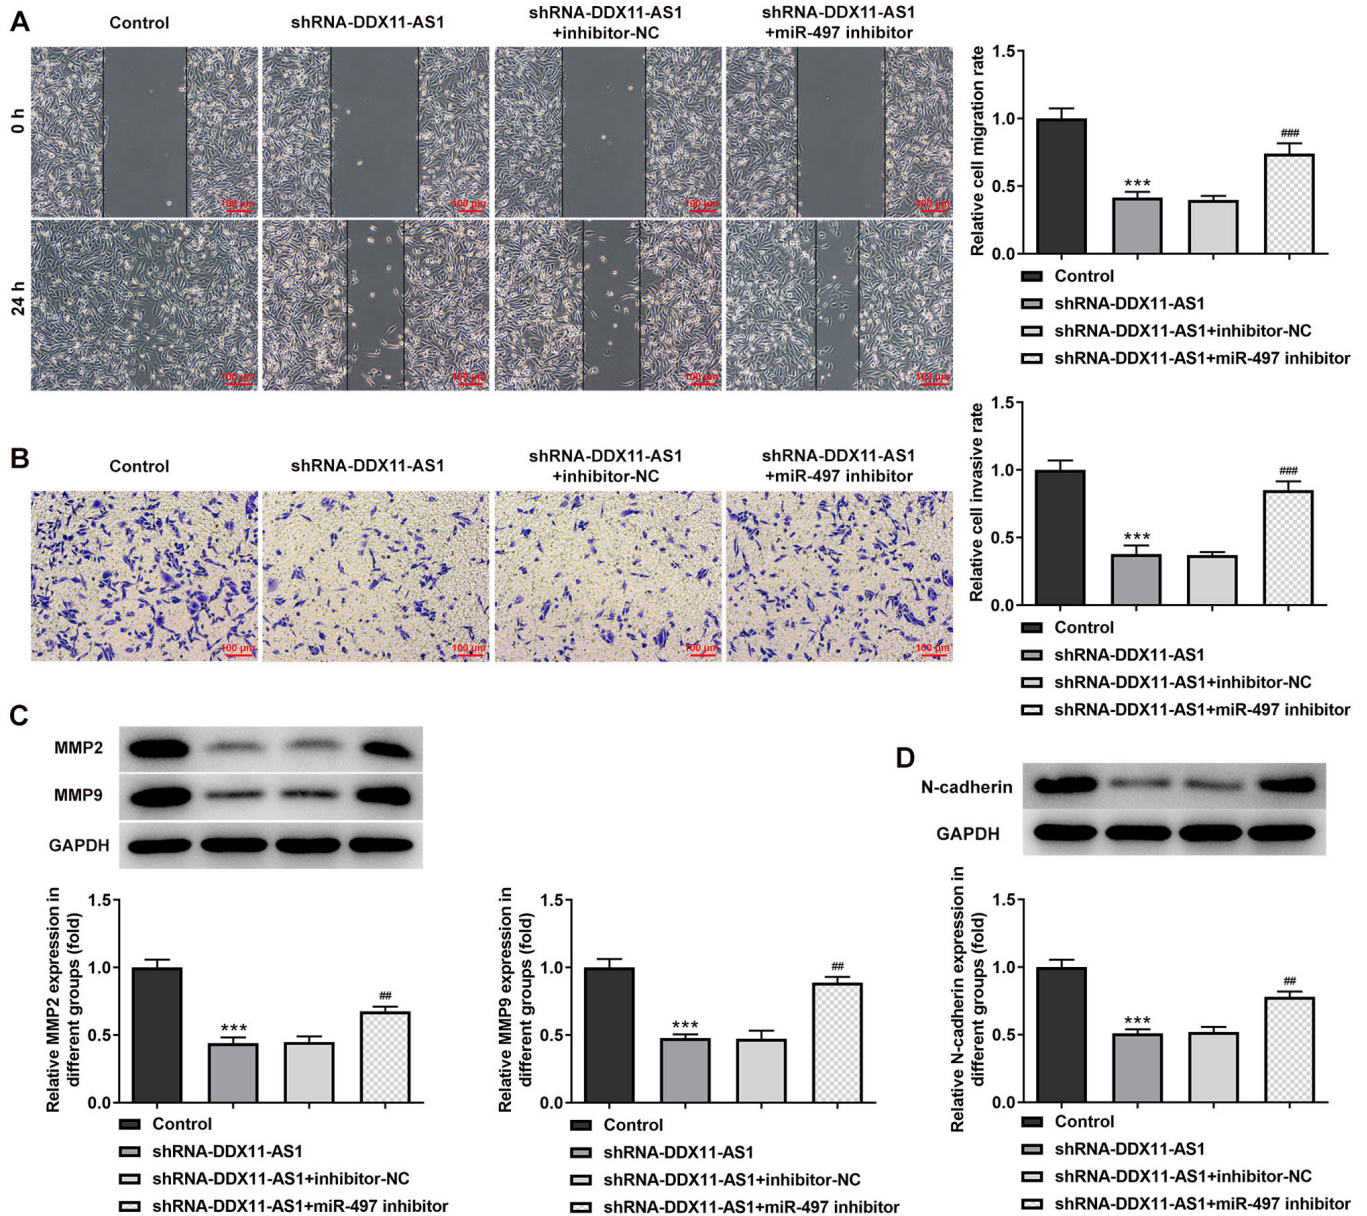 A
Control
shRNA-DDX11-AS1
shRNA-DDX11-AS1
+inhibitor-NC
shRNA-DDX11-AS1
+miR-497 inhibitor
0 h
100 μm
100 μm
100 μm
100 μm
24 h
100 μm
100 μm
100 μm
100 μm
Relative cell migration rate
1.5
1.0
0.5
0.0
***
###
Control
shRNA-DDX11-AS1
shRNA-DDX11-AS1+inhibitor-NC
shRNA-DDX11-AS1+miR-497 inhibitor
B
Control
shRNA-DDX11-AS1
shRNA-DDX11-AS1
+inhibitor-NC
shRNA-DDX11-AS1
+miR-497 inhibitor
100 μm
100 μm
100 μm
100 μm
Relative cell invasive rate
1.5
1.0
0.5
0.0
***
###
Control
shRNA-DDX11-AS1
shRNA-DDX11-AS1+inhibitor-NC
shRNA-DDX11-AS1+miR-497 inhibitor
C
MMP2
MMP9
GAPDH
Relative MMP2 expression in
different groups (fold)
1.5
1.0
0.5
0.0
***
##
Control
shRNA-DDX11-AS1
shRNA-DDX11-AS1+inhibitor-NC
shRNA-DDX11-AS1+miR-497 inhibitor
Relative MMP9 expression in
different groups (fold)
1.5
1.0
0.5
0.0
***
##
Control
shRNA-DDX11-AS1
shRNA-DDX11-AS1+inhibitor-NC
shRNA-DDX11-AS1+miR-497 inhibitor
D
N-cadherin
GAPDH
Relative N-cadherin expression in
different groups (fold)
1.5
1.0
0.5
0.0
***
##
Control
shRNA-DDX11-AS1
shRNA-DDX11-AS1+inhibitor-NC
shRNA-DDX11-AS1+miR-497 inhibitor